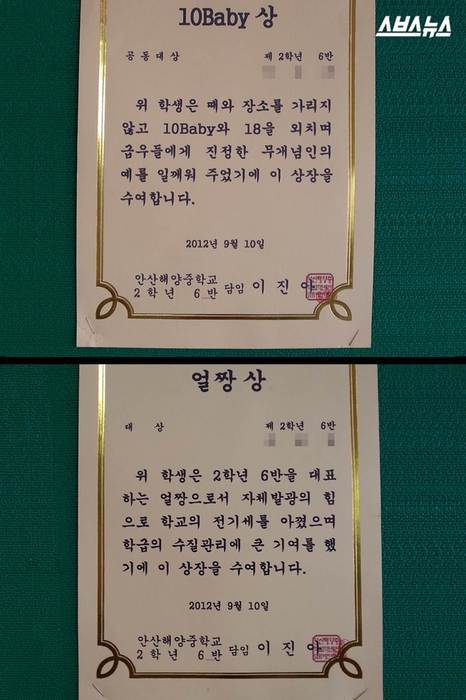 스브스뉴스
10Baby 상
공동대상 제 2학년 6반
위 학생은 때와 장소를 가리지
않고 10Baby와 18을 외치며
급우들에게 진정한 무개념인의
예를 일깨워 주었기에 이 상장을
수여합니다.
2012년 9월 10일
안산해양중학교
2학년 6반 담임 이진아
얼짱상
대 상 제 2학년 6반
위 학생은 2학년 6반을 대표
하는 얼짱으로서 자체발광의 힘
으로 학교의 전기세를 아꼈으며
학급의 수질관리에 큰 기여를 했
기에 이 상장을 수여합니다.
2012년 9월 10일
안산해양중학교
2학년 6반 담임 이진아